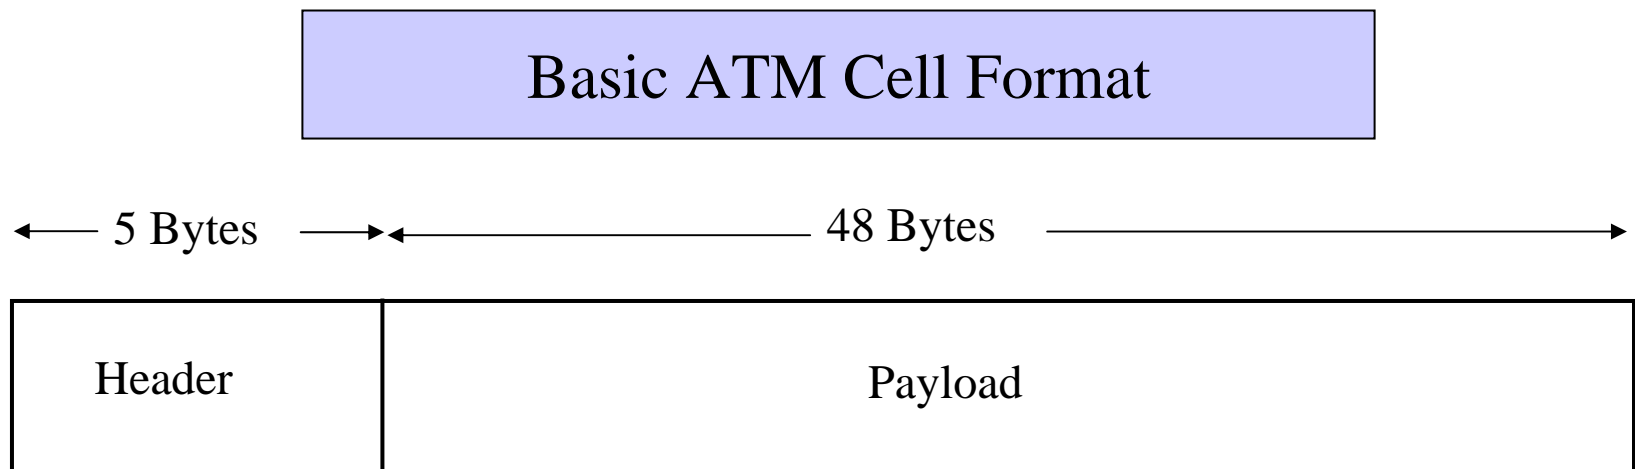 Basic ATM Cell Format
5 Bytes 48 Bytes
Header Payload